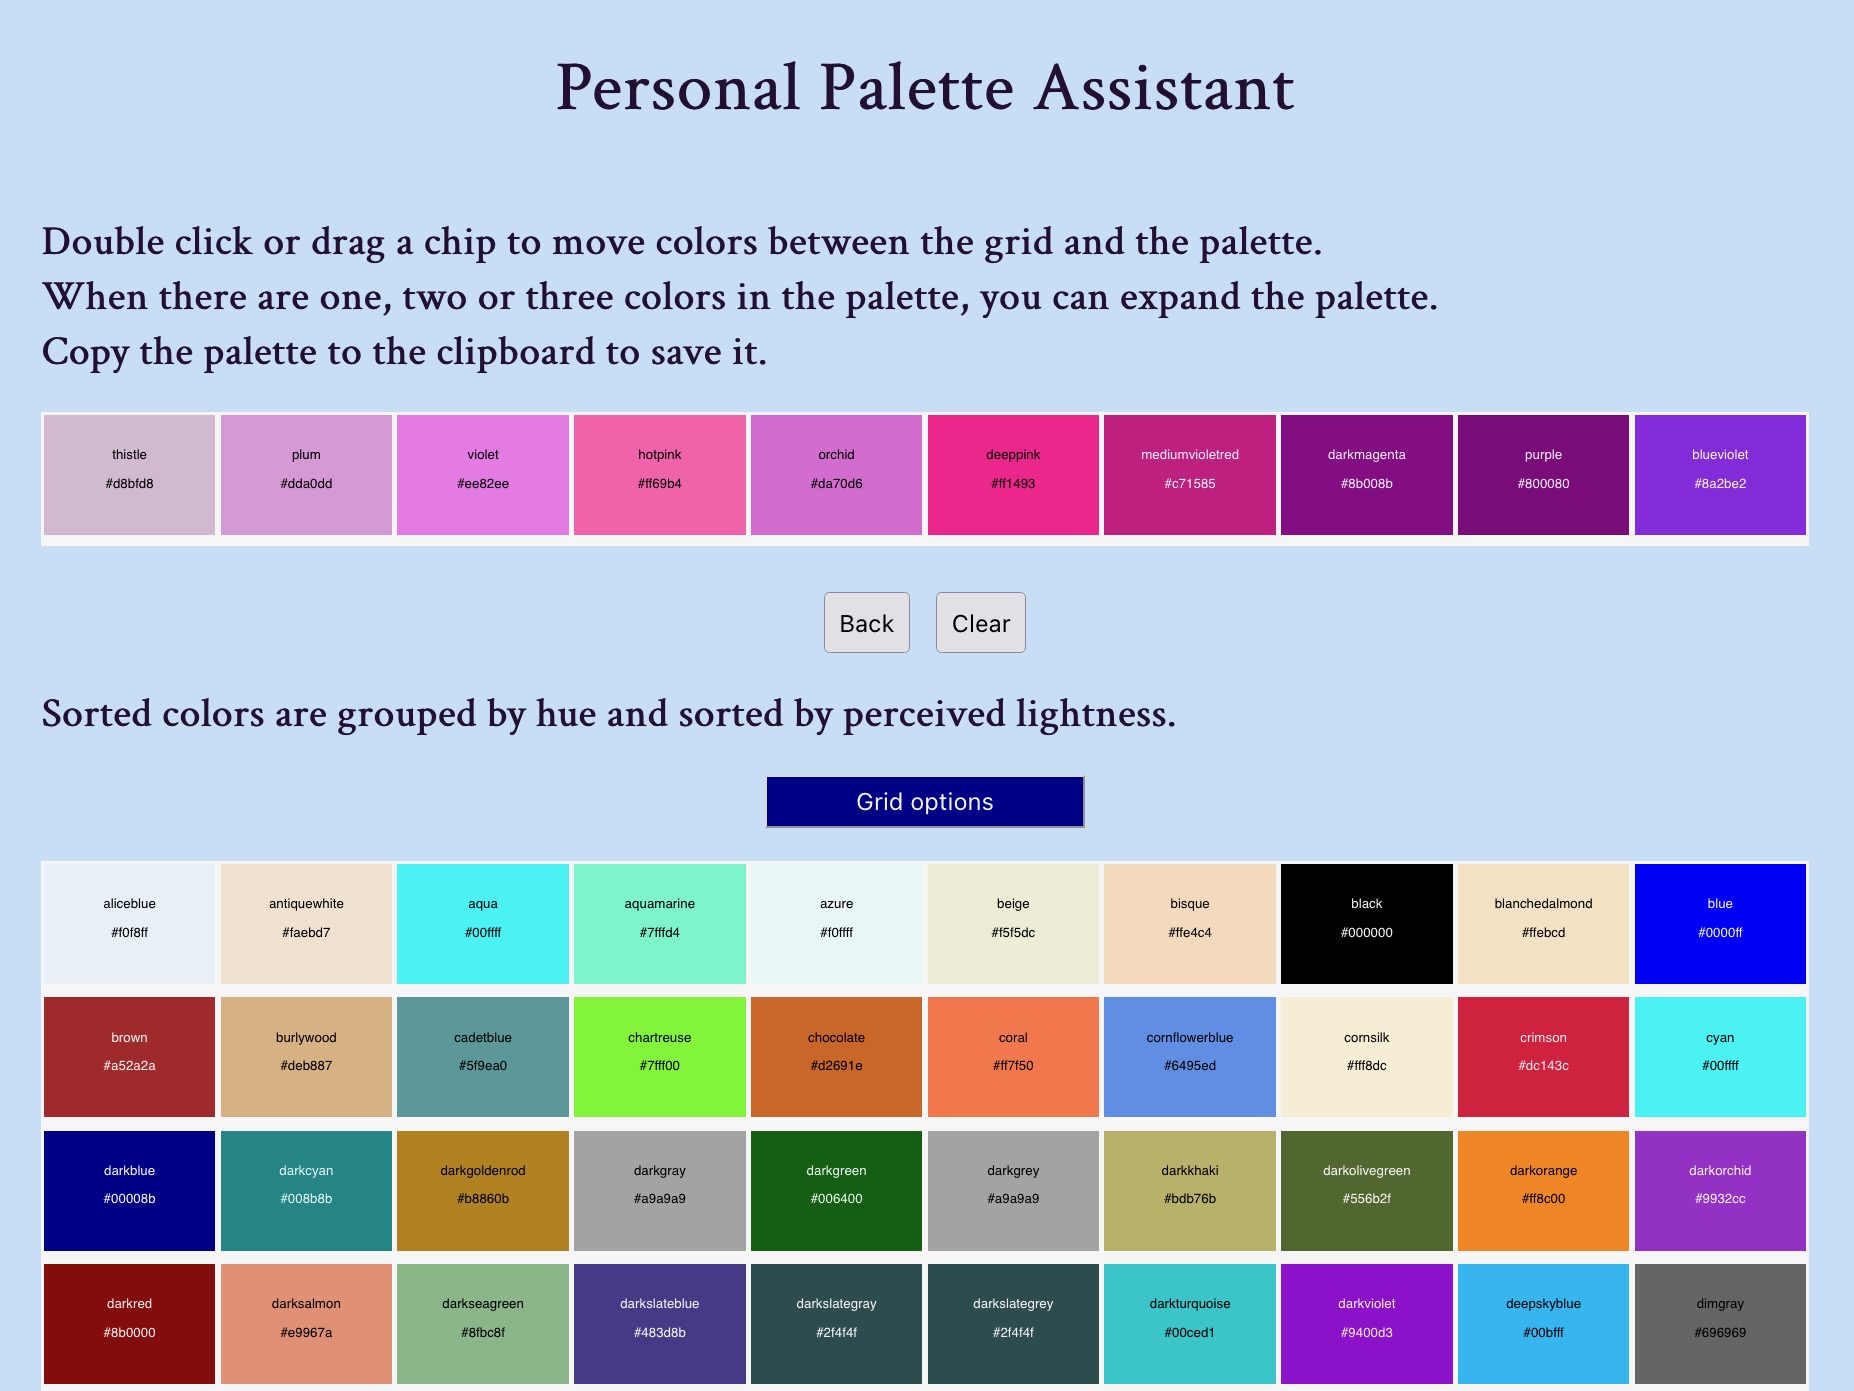 Personal Palette Assistant
Double click or drag a chip to move colors between the grid and the palette.
When there are one, two or three colors in the palette, you can expand the palette.
Copy the palette to the clipboard to save it.
thistle plum violet hotpink orchid deeppink mediumvioletred darkmagenta purple blueviolet
#d8bfd8 #dda0dd #ee82ee #ff69b4 #da70d6 #ff1493 #c71585 #8b008b #800080 #8a2be2
Back Clear
Sorted colors are grouped by hue and sorted by perceived lightness.
Grid options
aliceblue antiquewhite aqua aquamarine azure beige bisque black blanchedalmond blue
#f0f8ff #faebd7 #00ffff #7fffd4 #f0ffff #f5f5dc #ffe4c4 #000000 #ffebcd #0000ff
brown burlywood cadetblue chartreuse chocolate coral cornflowerblue cornsilk crimson cyan
#a52a2a #deb887 #5f9ea0 #7fff00 #d2691e #ff7f50 #6495ed #fff8dc #dc143c #00ffff
darkblue darkcyan darkgoldenrod darkgray darkgreen darkgrey darkkhaki darkolivegreen darkorange darkorchid
#00008b #008b8b #b8860b #a9a9a9 #006400 #a9a9a9 #bdb76b #556b2f #ff8c00 #9932cc
darkred darksalmon darkseagreen darkslateblue darkslategray darkslategrey darkturquoise darkviolet deepskyblue dimgray
#8b0000 #e9967a #8fbc8f #483d8b #2f4f4f #2f4f4f #00ced1 #9400d3 #00bfff #696969